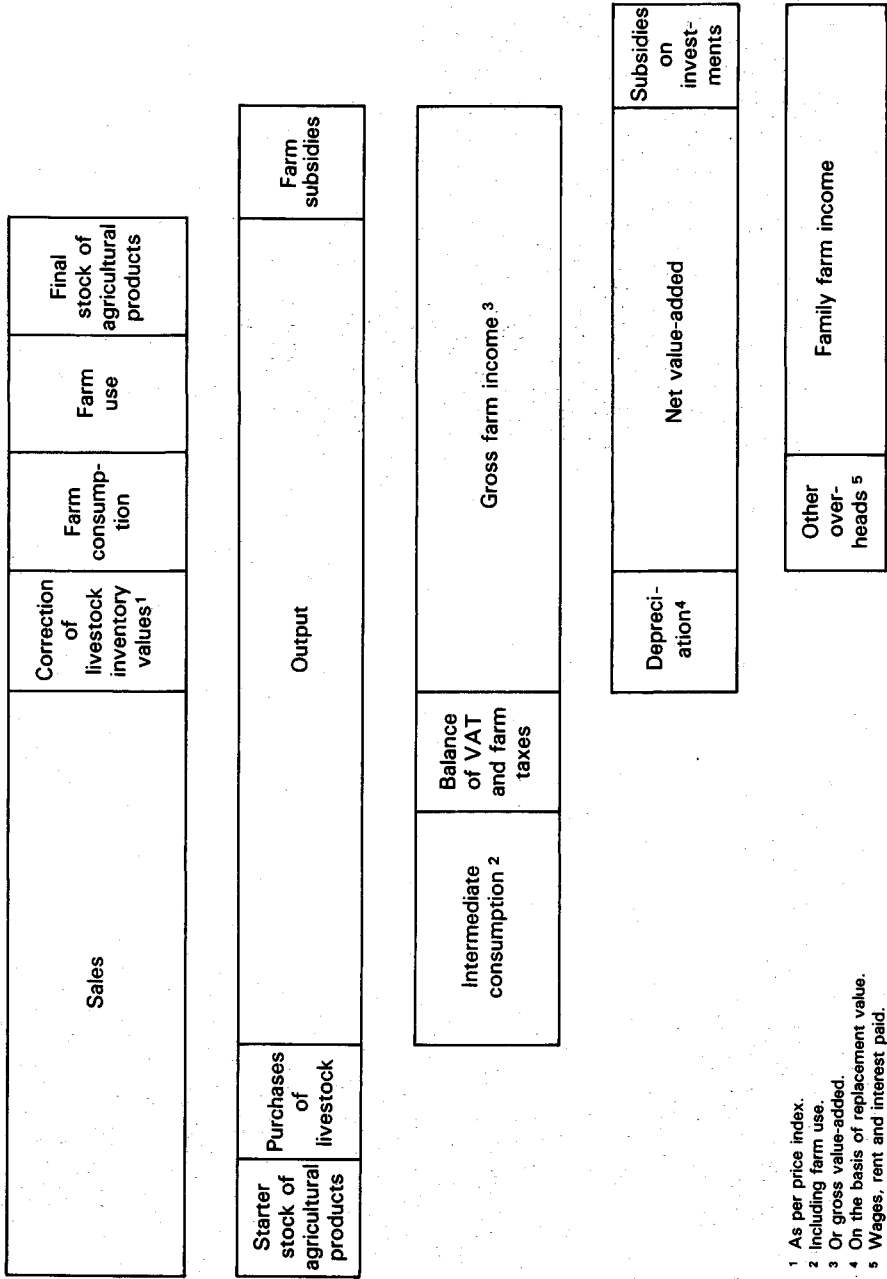 Sales
Correction
of
livestock
inventory
values¹
Farm
consump-
tion
Farm
use
Final
stock of
agricultural
products
Starter
stock of
agricultural
products
Purchases
of
livestock
Output
Farm
subsidies
Intermediate
consumption ²
Balance
of VAT
and farm
taxes
Gross farm income ³
Depreci-
ation⁴
Net value-added
Subsidies
on
invest-
ments
Other
over-
heads ⁵
Family farm income
¹ As per price index.
² Including farm use.
³ Or gross value-added.
⁴ On the basis of replacement value.
⁵ Wages, rent and interest paid.